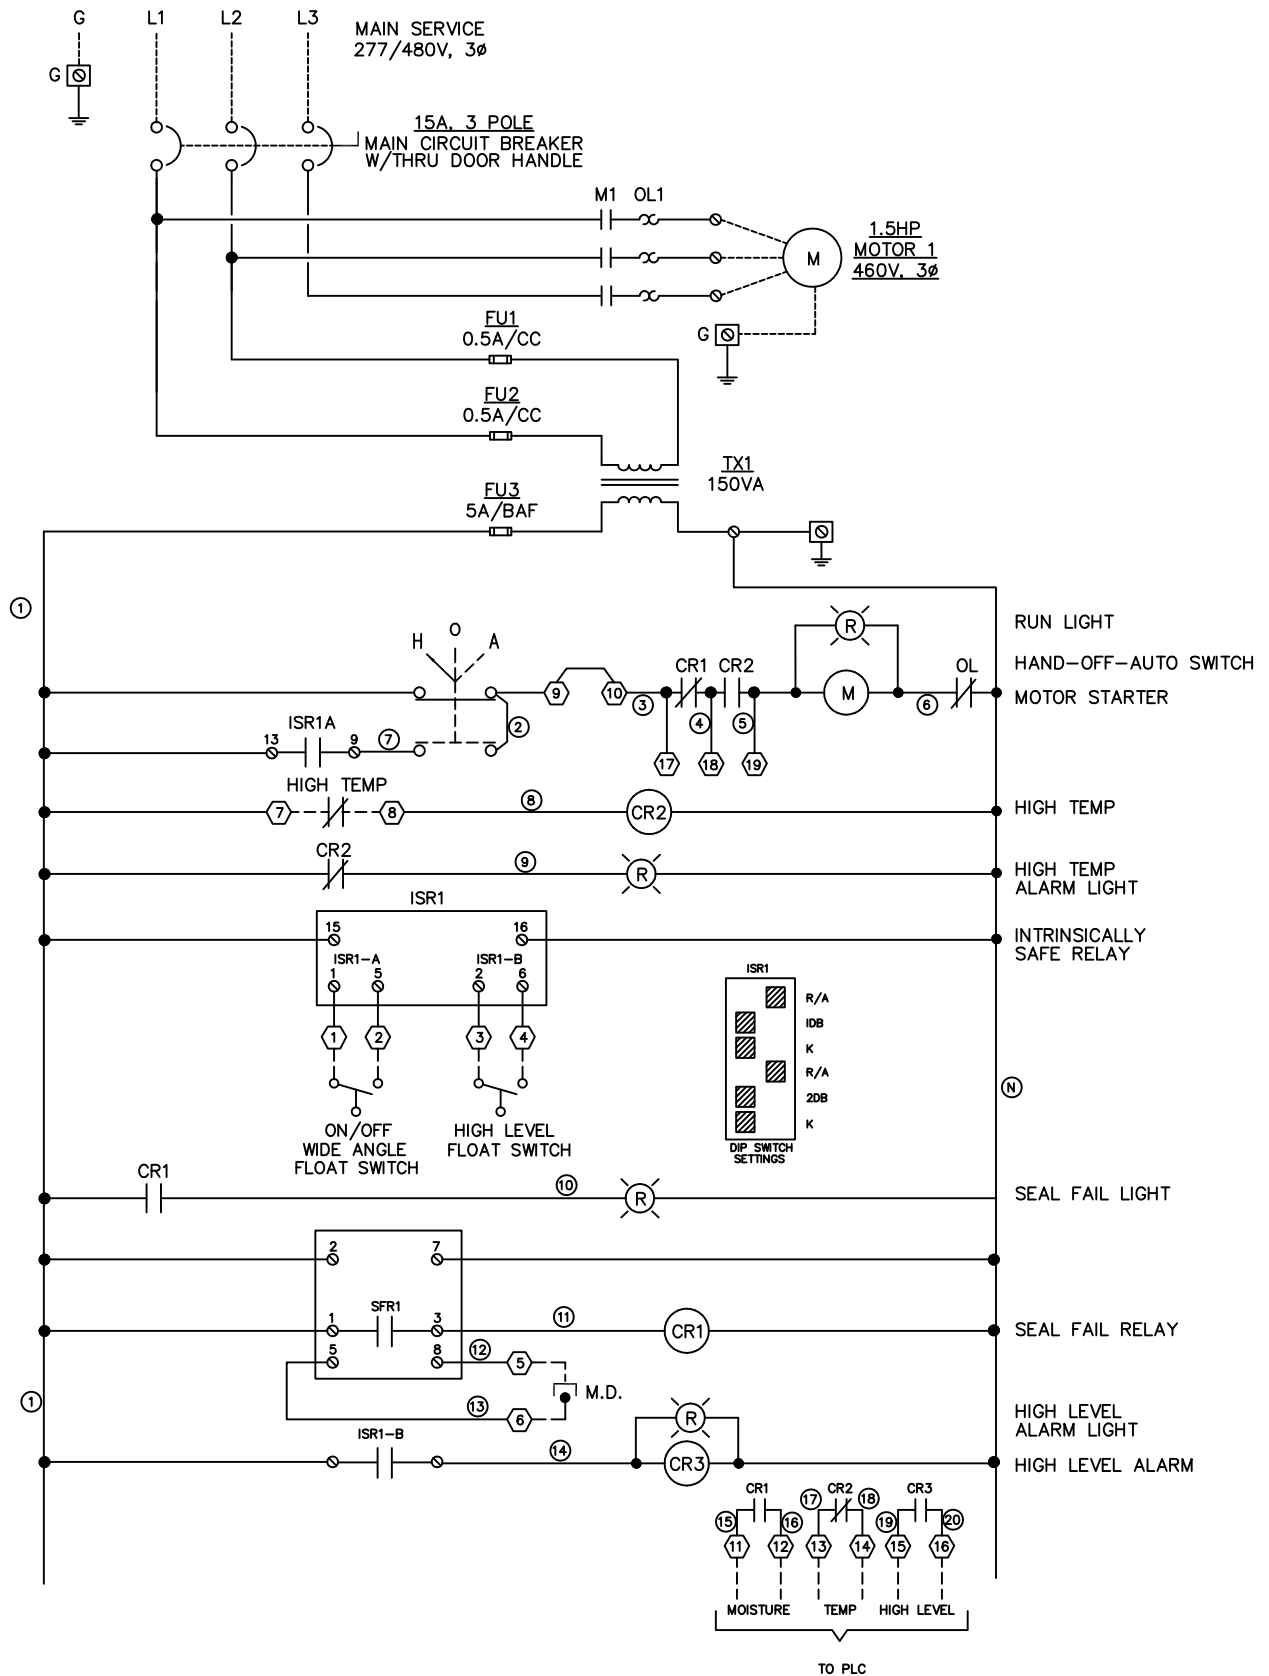 G L1 L2 L3
MAIN SERVICE
277/480V, 3ø
G
15A, 3 POLE
MAIN CIRCUIT BREAKER
W/THRU DOOR HANDLE
M1 OL1
M
1.5HP
MOTOR 1
460V, 3ø
G
FU1
0.5A/CC
FU2
0.5A/CC
TX1
150VA
FU3
5A/BAF
1
R
RUN LIGHT
H O A
CR1 CR2
OL
HAND-OFF-AUTO SWITCH
9 10 3 4 5
M
6
MOTOR STARTER
ISR1A
13 9 7 2
17 18 19
HIGH TEMP
7 8 8
CR2
HIGH TEMP
CR2
9
R
HIGH TEMP
ALARM LIGHT
ISR1
15 16
INTRINSICALLY
SAFE RELAY
ISR1-A ISR1-B
1 5 2 6
1 2 3 4
ON/OFF
WIDE ANGLE
FLOAT SWITCH
HIGH LEVEL
FLOAT SWITCH
ISR1
R/A
1DB
K
R/A
2DB
K
DIP SWITCH
SETTINGS
N
CR1
10
R
SEAL FAIL LIGHT
2 7
SFR1
1 3
11
CR1
SEAL FAIL RELAY
5 8
12
5
M.D.
13
6
1
R
HIGH LEVEL
ALARM LIGHT
ISR1-B
14
CR3
HIGH LEVEL ALARM
CR1 CR2 CR3
15 16 17 18 19 20
11 12 13 14 15 16
MOISTURE TEMP HIGH LEVEL
TO PLC